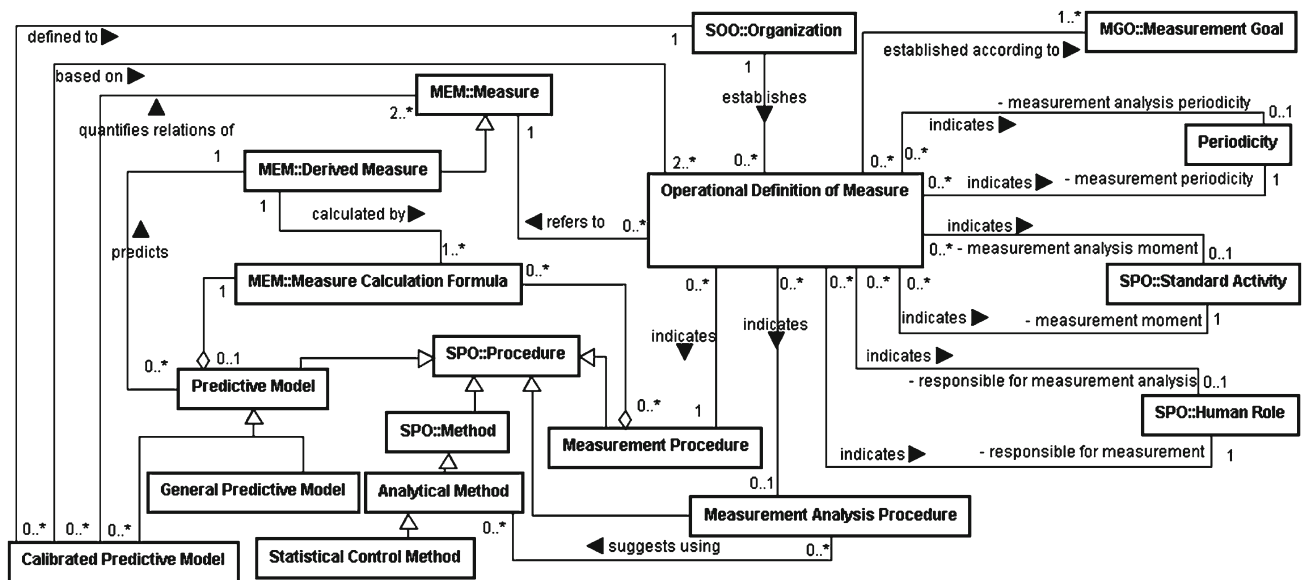 defined to
1
SOO::Organization
1
1..*
MGO::Measurement Goal
established according to
based on
MEM::Measure
2..*
1
establishes
quantifies relations of
- measurement analysis periodicity
0..1
indicates
0..*
Periodicity
1
MEM::Derived Measure
1
2..*
0..*
0..*
Operational Definition of Measure
0..*
indicates
- measurement periodicity
1
calculated by
refers to
0..*
predicts
1..*
indicates
0..*
- measurement analysis moment
0..1
MEM::Measure Calculation Formula
0..*
1
SPO::Standard Activity
0..*
0..*
0..*
0..*
0..*
indicates
- measurement moment
1
indicates
indicates
0..1
0..*
SPO::Procedure
indicates
Predictive Model
- responsible for measurement analysis
0..1
0..*
SPO::Human Role
1
SPO::Method
Measurement Procedure
indicates
- responsible for measurement
1
General Predictive Model
Analytical Method
0..1
Measurement Analysis Procedure
0..*
0..*
0..*
0..*
suggests using
0..*
Calibrated Predictive Model
Statistical Control Method